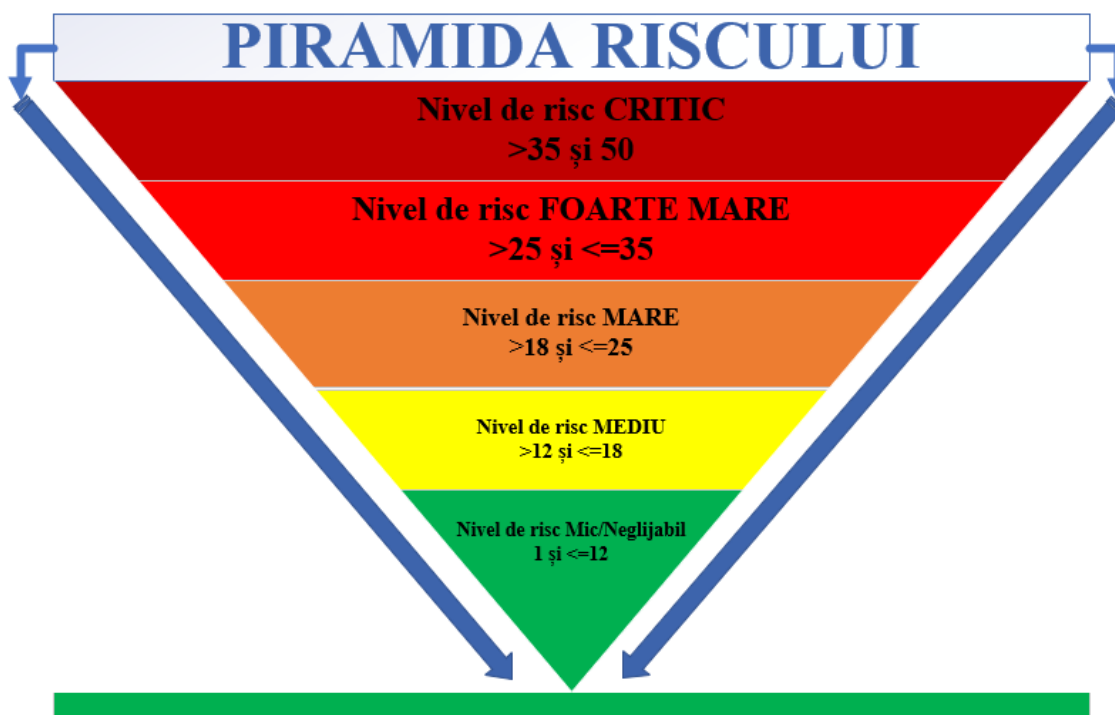 PIRAMIDA RISCULUI
Nivel de risc CRITIC
>35 și 50
Nivel de risc FOARTE MARE
>25 și <=35
Nivel de risc MARE
>18 și <=25
Nivel de risc MEDIU
>12 și <=18
Nivel de risc Mic/Neglijabil
1 și <=12